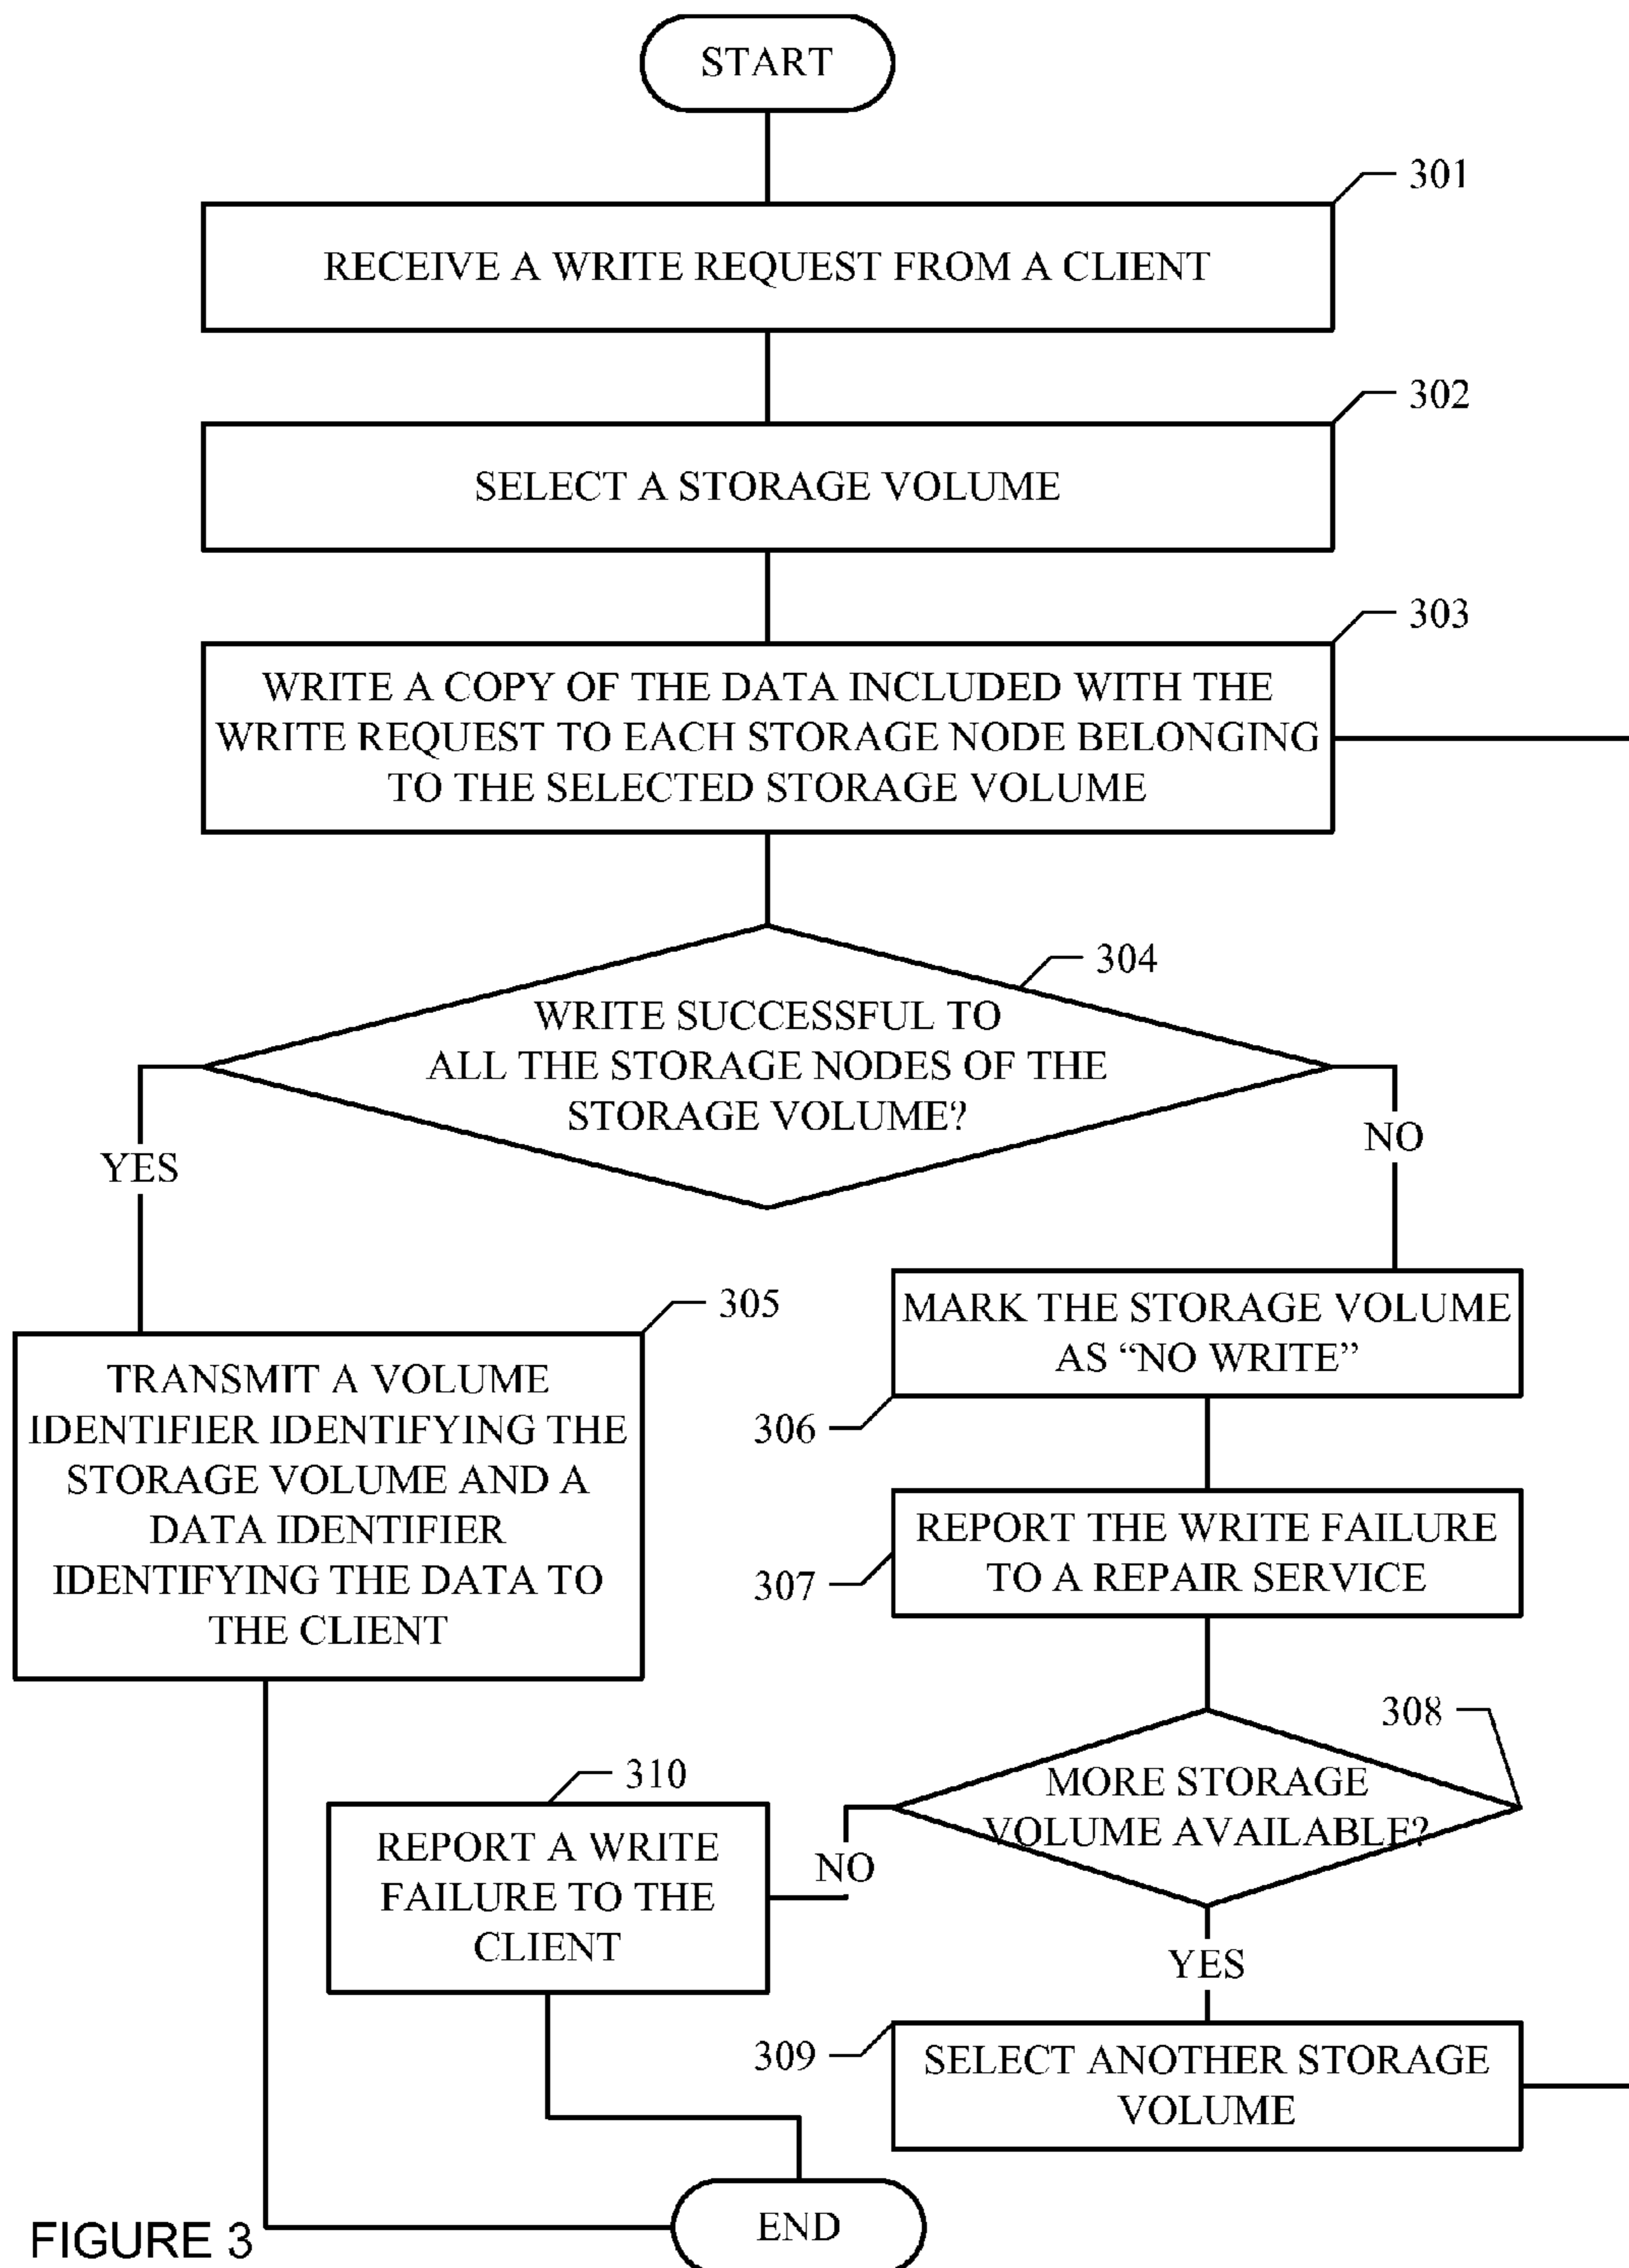 START
301
RECEIVE A WRITE REQUEST FROM A CLIENT
302
SELECT A STORAGE VOLUME
303
WRITE A COPY OF THE DATA INCLUDED WITH THE
WRITE REQUEST TO EACH STORAGE NODE BELONGING
TO THE SELECTED STORAGE VOLUME
304
WRITE SUCCESSFUL TO
ALL THE STORAGE NODES OF THE
STORAGE VOLUME?
YES
NO
305
TRANSMIT A VOLUME
IDENTIFIER IDENTIFYING THE
STORAGE VOLUME AND A
DATA IDENTIFIER
IDENTIFYING THE DATA TO
THE CLIENT
MARK THE STORAGE VOLUME
AS “NO WRITE”
306
REPORT THE WRITE FAILURE
TO A REPAIR SERVICE
307
308
MORE STORAGE
VOLUME AVAILABLE?
NO
310
REPORT A WRITE
FAILURE TO THE
CLIENT
YES
309
SELECT ANOTHER STORAGE
VOLUME
END
FIGURE 3